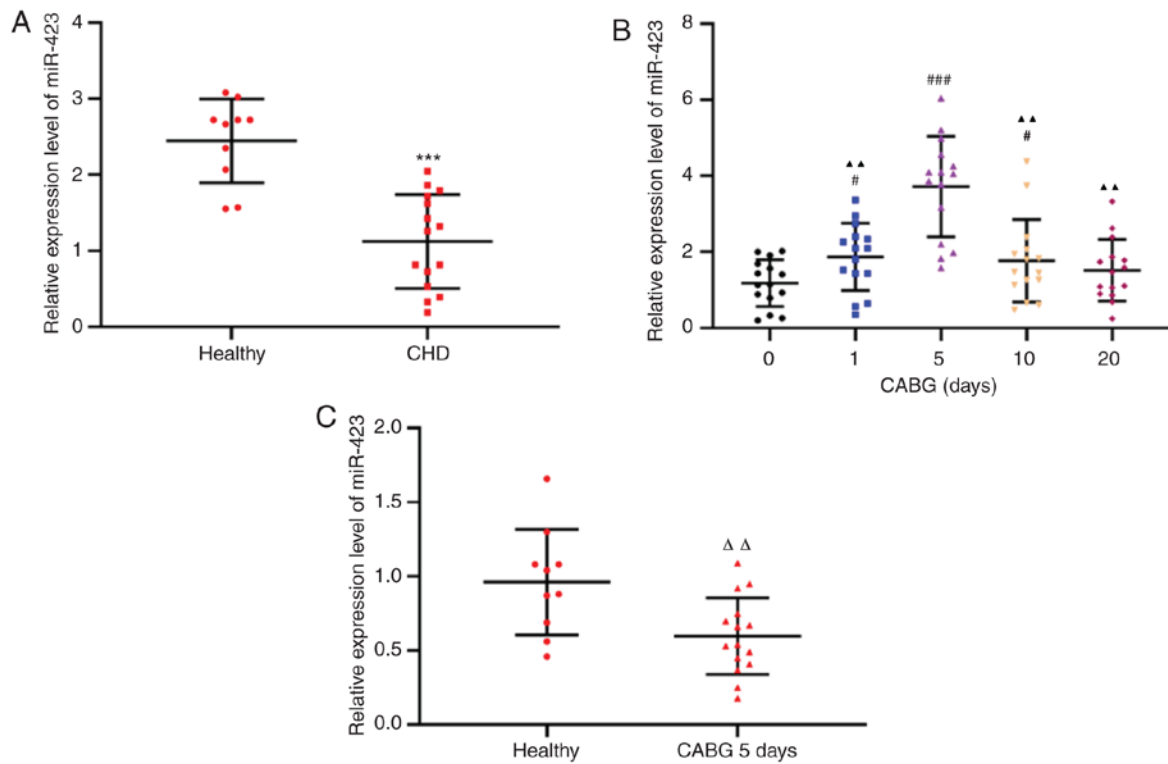 A
Relative expression level of miR-423
4
3
2
1
0
***
Healthy
CHD
B
Relative expression level of miR-423
8
6
4
2
0
▲▲
#
###
▲▲
#
▲▲
0
1
5
10
20
CABG (days)
C
Relative expression level of miR-423
2.0
1.5
1.0
0.5
0.0
Δ Δ
Healthy
CABG 5 days